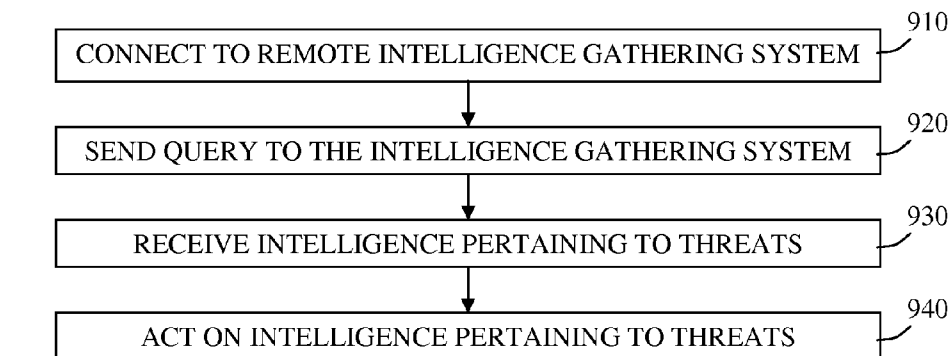 910
CONNECT TO REMOTE INTELLIGENCE GATHERING SYSTEM
920
SEND QUERY TO THE INTELLIGENCE GATHERING SYSTEM
930
RECEIVE INTELLIGENCE PERTAINING TO THREATS
940
ACT ON INTELLIGENCE PERTAINING TO THREATS